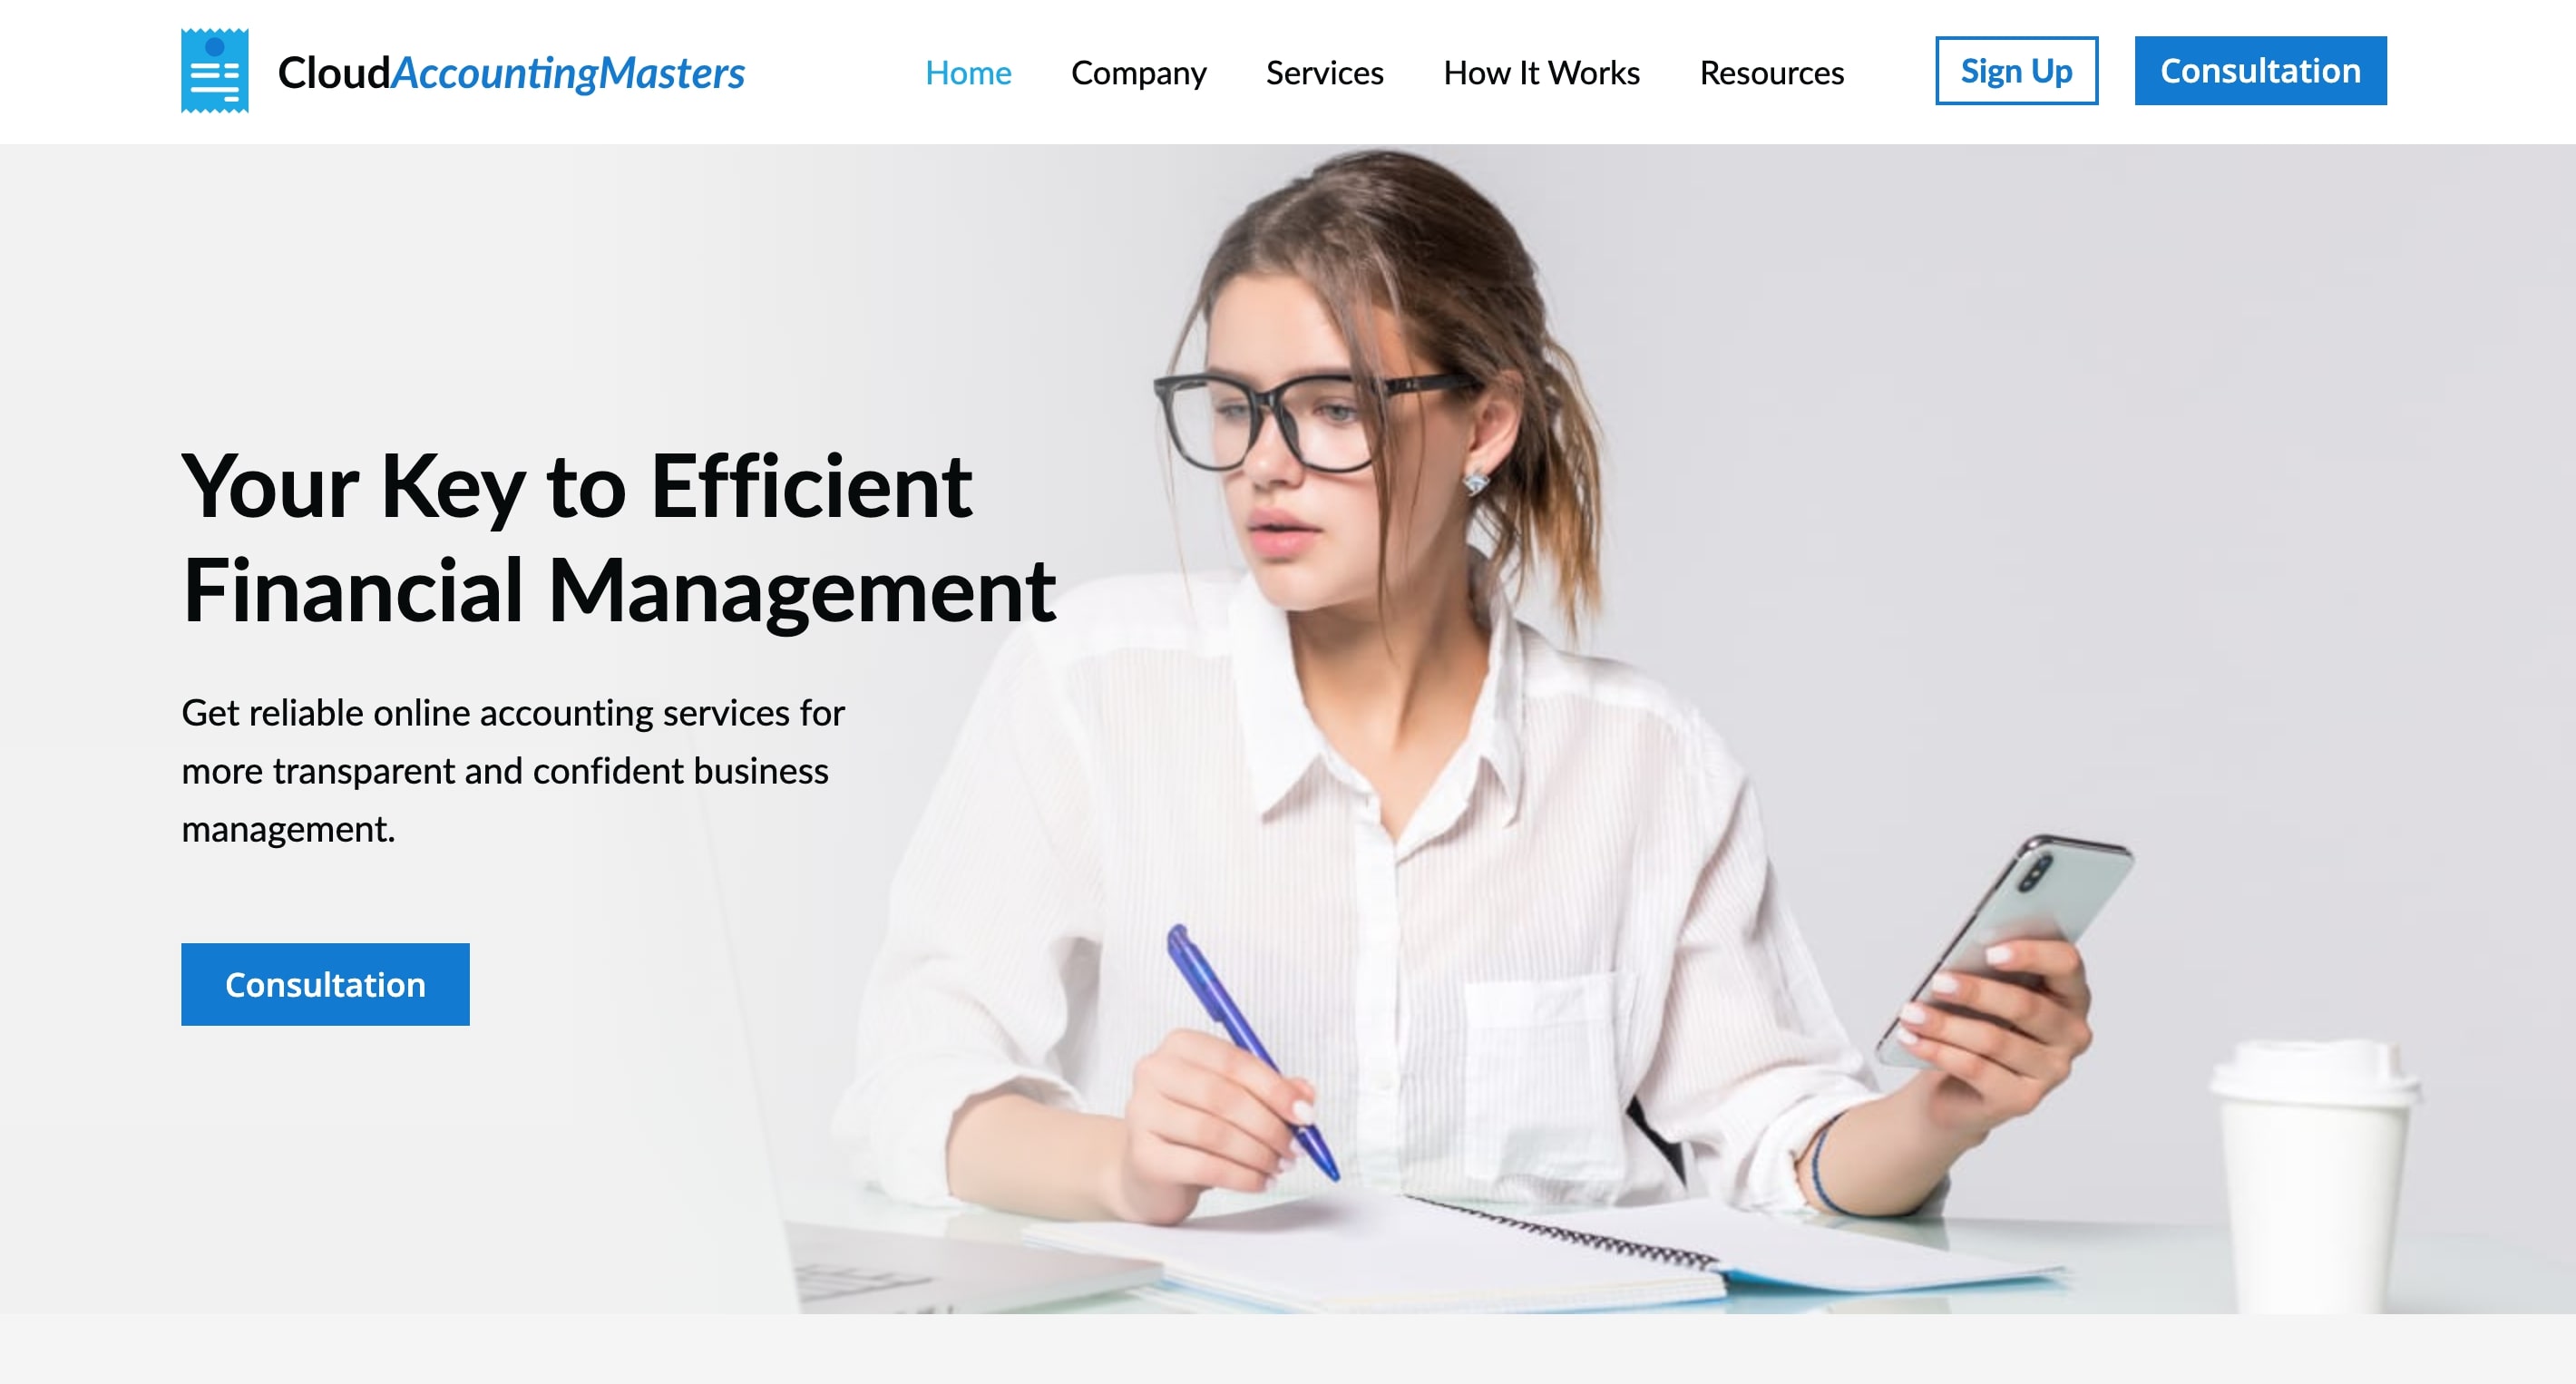 CloudAccountingMasters
Home
Company
Services
How It Works
Resources
Sign Up
Consultation
Your Key to Efficient
Financial Management
Get reliable online accounting services for
more transparent and confident business
management.
Consultation